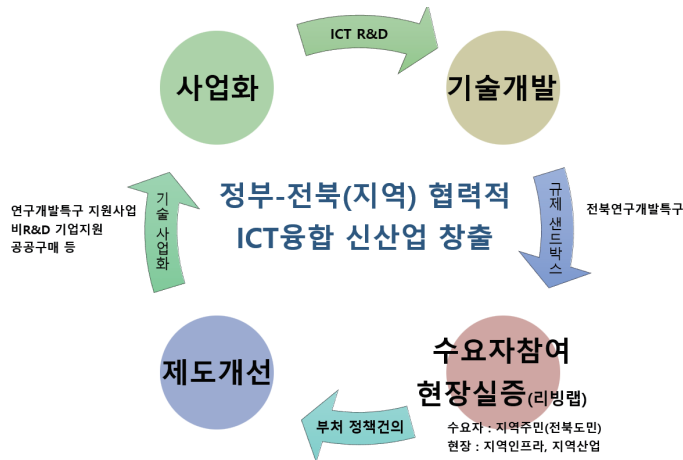 ICT R&D
사업화
기술개발
정부-전북(지역) 협력적
ICT융합 신산업 창출
규제 샌드박스
전북연구개발특구
기술 사업화
연구개발특구 지원사업
비R&D 기업지원
공공구매 등
수요자참여
현장실증(리빙랩)
수요자 : 지역주민(전북도민)
현장 : 지역인프라, 지역산업
부처 정책건의
제도개선